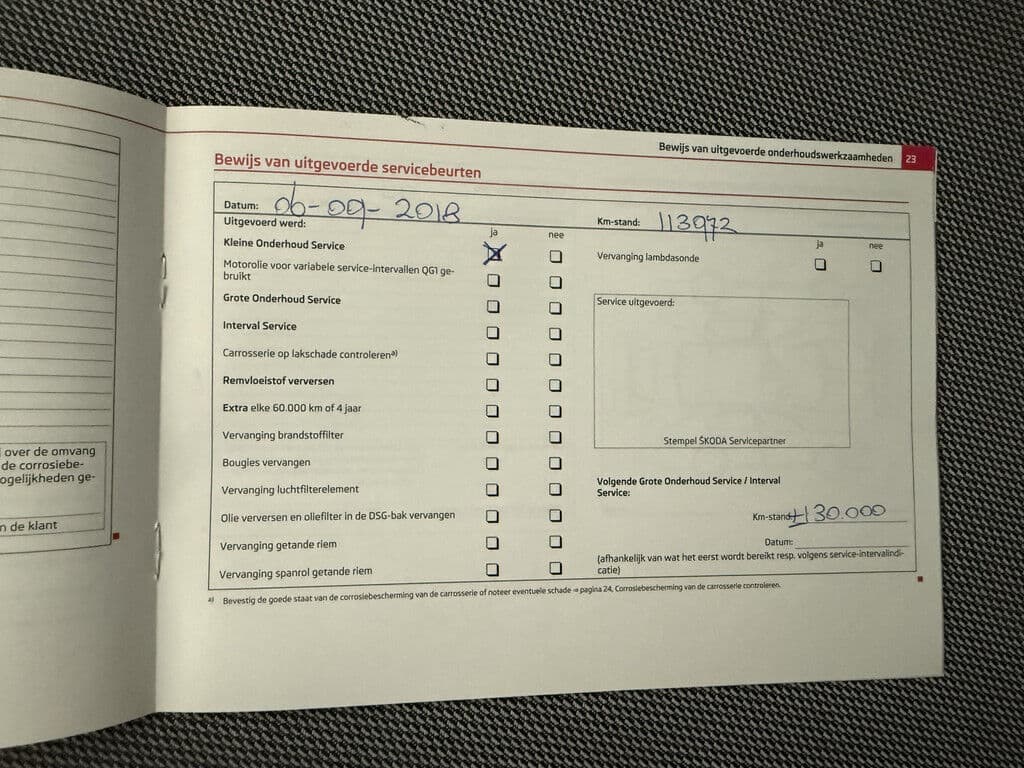 over de omvang
de corrosiebe-
ogelijkheden ge-
n de klant
Bewijs van uitgevoerde onderhoudswerkzaamheden 23
Bewijs van uitgevoerde servicebeurten
Datum: 06-09-2018
Km-stand: 113972
Uitgevoerd werd:
ja nee
Kleine Onderhoud Service
Motorolie voor variabele service-intervallen QG1 ge-
bruikt
Grote Onderhoud Service
Interval Service
Carrosserie op lakschade controleren a)
Remvloeistof verversen
Extra elke 60.000 km of 4 jaar
Vervanging brandstoffilter
Bougies vervangen
Vervanging luchtfilterelement
Olie verversen en oliefilter in de DSG-bak vervangen
Vervanging getande riem
Vervanging spanrol getande riem
ja nee
Vervanging lambdasonde
Service uitgevoerd:
Stempel ŠKODA Servicepartner
Volgende Grote Onderhoud Service / Interval
Service:
Km-stand: ±130.000
Datum:
(afhankelijk van wat het eerst wordt bereikt resp. volgens service-intervalindi-
catie)
a) Bevestig de goede staat van de corrosiebescherming van de carrosserie of noteer eventuele schade ⇒ pagina 24, Corrosiebescherming van de carrosserie controleren.